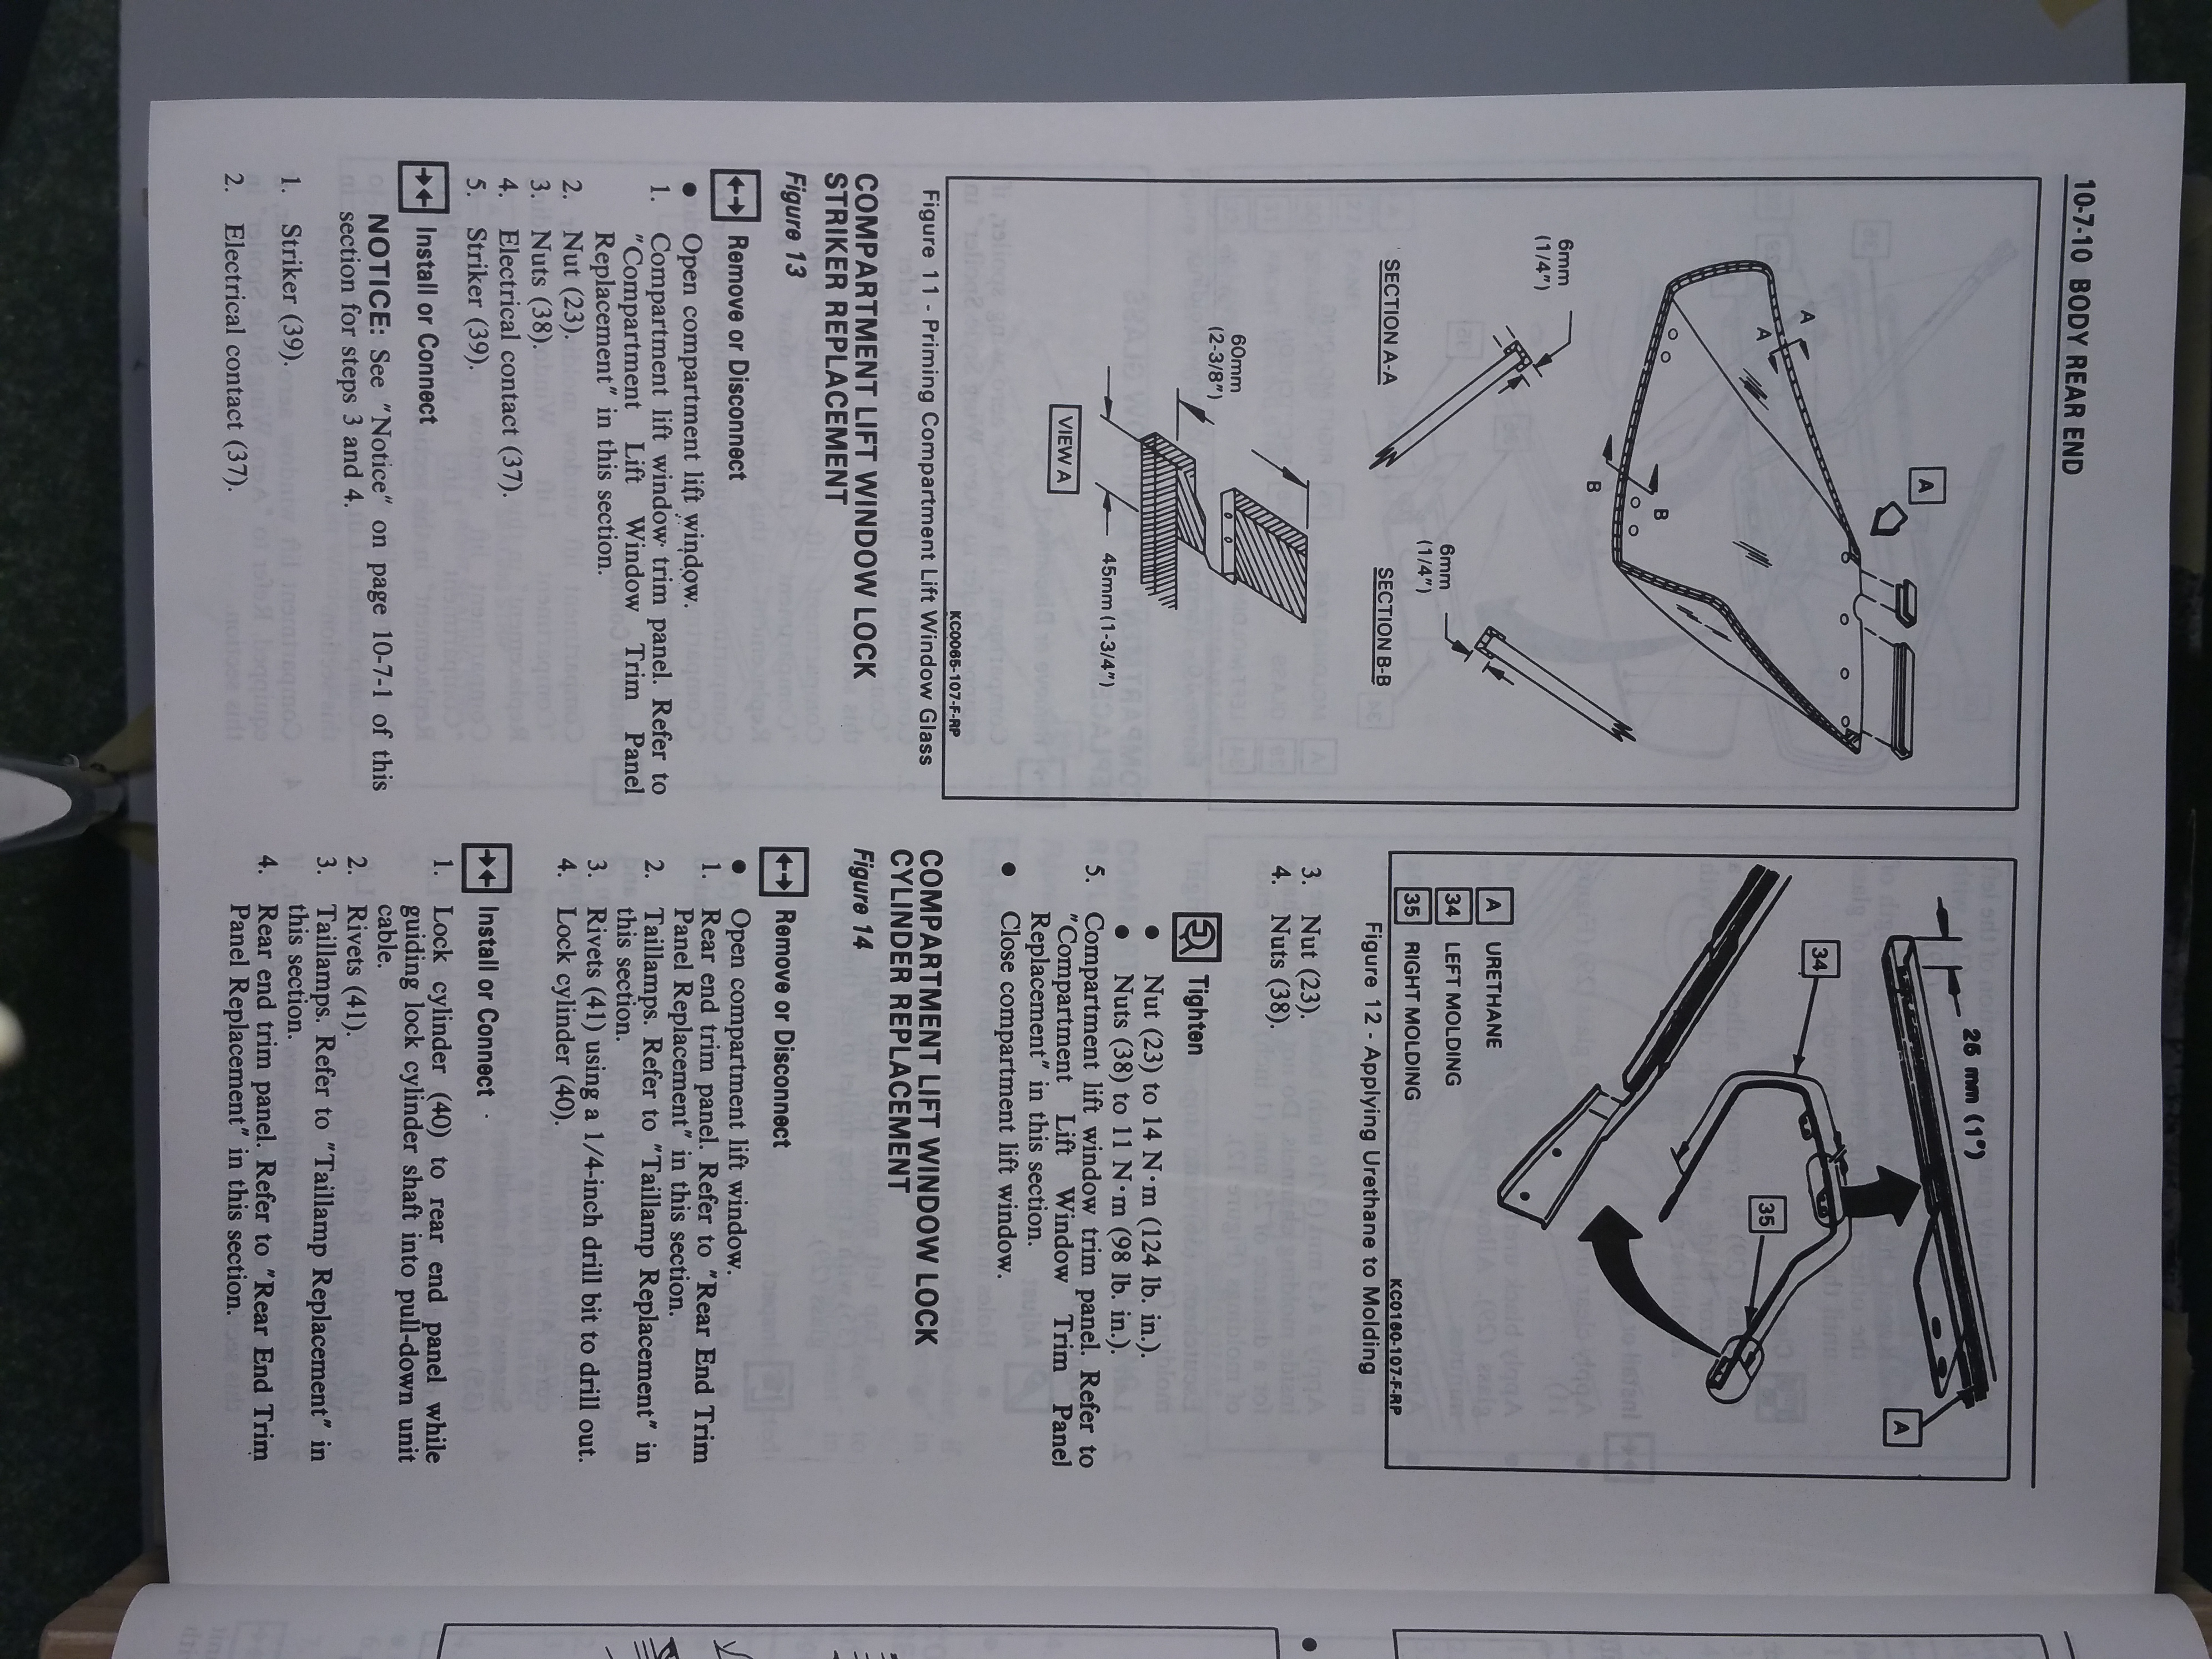 10-7-10 BODY REAR END
A
A
A
B
B
6mm
(1/4")
SECTION A-A
6mm
(1/4")
SECTION B-B
60mm
(2-3/8")
45mm (1-3/4")
VIEW A
KC0065-107-F-RP
Figure 11 - Priming Compartment Lift Window Glass
COMPARTMENT LIFT WINDOW LOCK
STRIKER REPLACEMENT
Figure 13
Remove or Disconnect
● Open compartment lift window.
1. Compartment lift window trim panel. Refer to
"Compartment Lift Window Trim Panel
Replacement" in this section.
2. Nut (23).
3. Nuts (38).
4. Electrical contact (37).
5. Striker (39).
Install or Connect
NOTICE: See "Notice" on page 10-7-1 of this
section for steps 3 and 4.
1. Striker (39).
2. Electrical contact (37).
25 mm (1")
34
35
A
A URETHANE
34 LEFT MOLDING
35 RIGHT MOLDING
KC0160-107-F-RP
Figure 12 - Applying Urethane to Molding
3. Nut (23).
4. Nuts (38).
Tighten
● Nut (23) to 14 N·m (124 lb. in.).
● Nuts (38) to 11 N·m (98 lb. in.).
5. Compartment lift window trim panel. Refer to
"Compartment Lift Window Trim Panel
Replacement" in this section.
● Close compartment lift window.
COMPARTMENT LIFT WINDOW LOCK
CYLINDER REPLACEMENT
Figure 14
Remove or Disconnect
● Open compartment lift window.
1. Rear end trim panel. Refer to "Rear End Trim
Panel Replacement" in this section.
2. Taillamps. Refer to "Taillamp Replacement" in
this section.
3. Rivets (41) using a 1/4-inch drill bit to drill out.
4. Lock cylinder (40).
Install or Connect
1. Lock cylinder (40) to rear end panel while
guiding lock cylinder shaft into pull-down unit
cable.
2. Rivets (41).
3. Taillamps. Refer to "Taillamp Replacement" in
this section.
4. Rear end trim panel. Refer to "Rear End Trim
Panel Replacement" in this section.